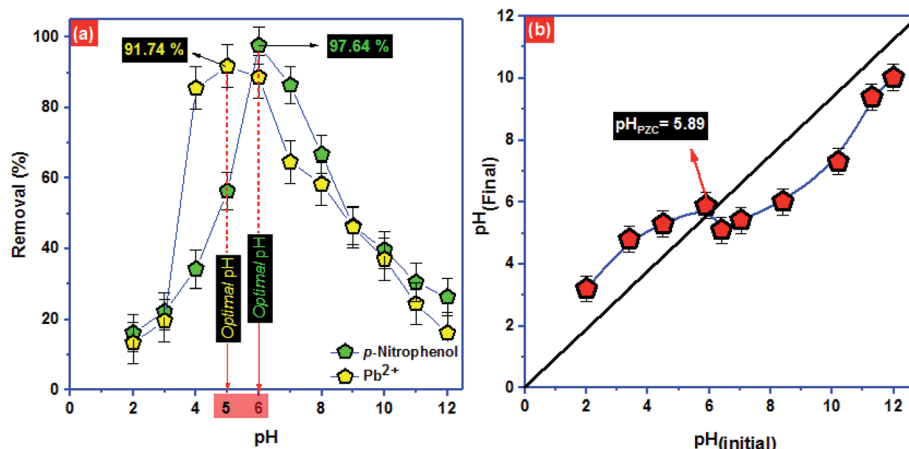 (a)
91.74 %
97.64 %
Removal (%)
100
80
60
40
20
0
Optimal pH
Optimal pH
p-Nitrophenol
Pb2+
0 2 4 5 6 8 10 12
pH
(b)
pHPZC= 5.89
pH(Final)
12
10
8
6
4
2
0
0 2 4 6 8 10 12
pH(initial)